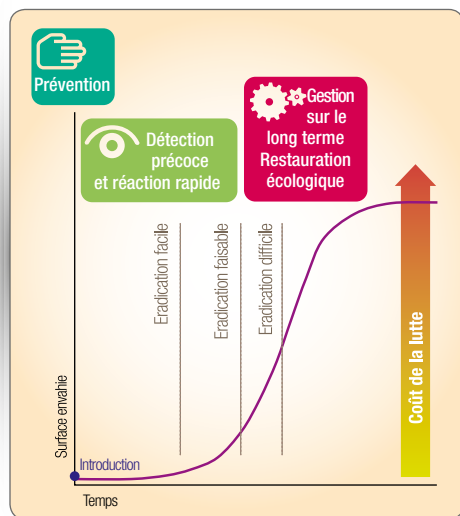 Prévention
Détection
précoce
et réaction rapide
Gestion
sur le
long terme
Restauration
écologique
Eradication facile
Eradication faisable
Eradication difficile
Coût de la lutte
Surface envahie
Introduction
Temps